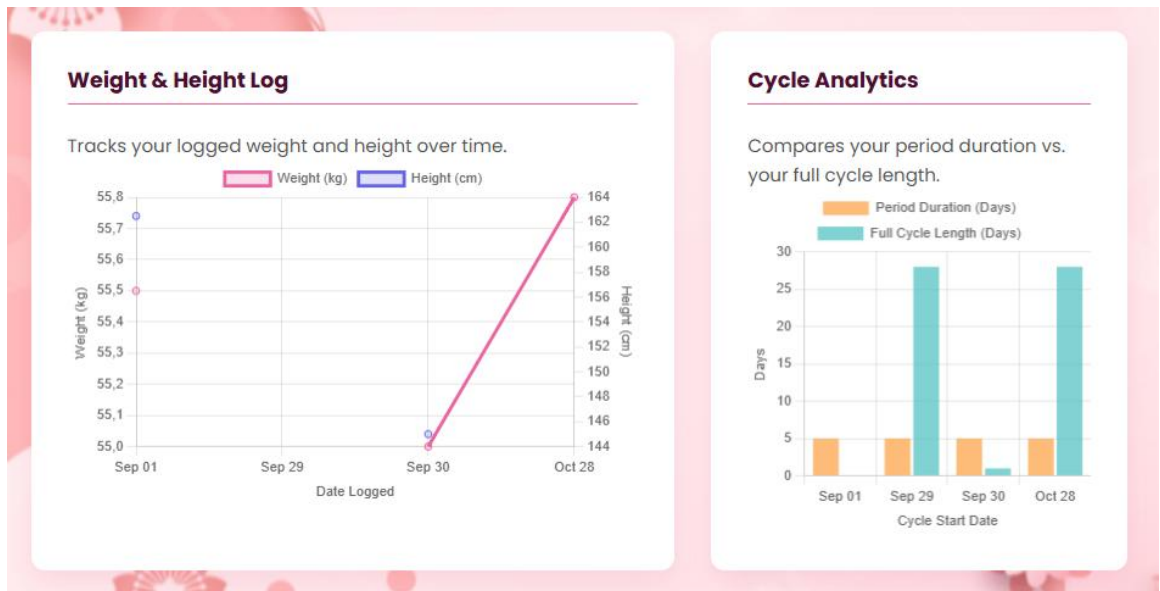 Weight & Height Log
Tracks your logged weight and height over time.
Weight (kg) Height (cm)
55,8
55,7
55,6
55,5
55,4
55,3
55,2
55,1
55,0
Weight (kg)
164
162
160
158
156
154
152
150
148
146
144
Height (cm)
Sep 01 Sep 29 Sep 30 Oct 28
Date Logged
Cycle Analytics
Compares your period duration vs.
your full cycle length.
Period Duration (Days)
Full Cycle Length (Days)
30
25
20
15
10
5
0
Days
Sep 01 Sep 29 Sep 30 Oct 28
Cycle Start Date